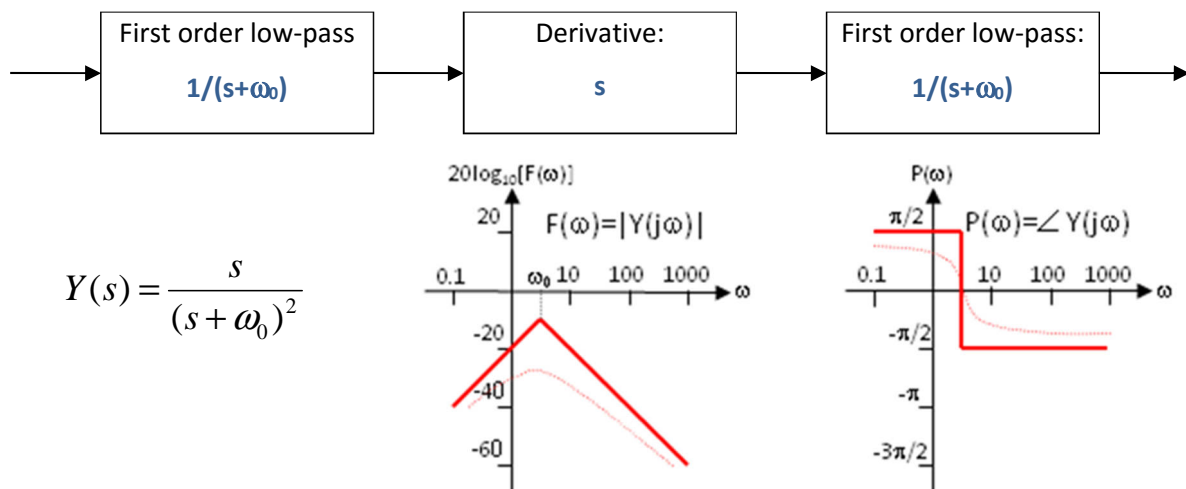 First order low-pass
1/(s+ω₀)
Derivative:
s
First order low-pass:
1/(s+ω₀)
Y(s) = s / (s + ω₀)²
20log₁₀[F(ω)]
20
F(ω)=|Y(jω)|
0.1
ω₀
10
100
1000
ω
-20
-40
-60
P(ω)
π/2
P(ω)=∠Y(jω)
0.1
10
100
1000
ω
-π/2
-π
-3π/2